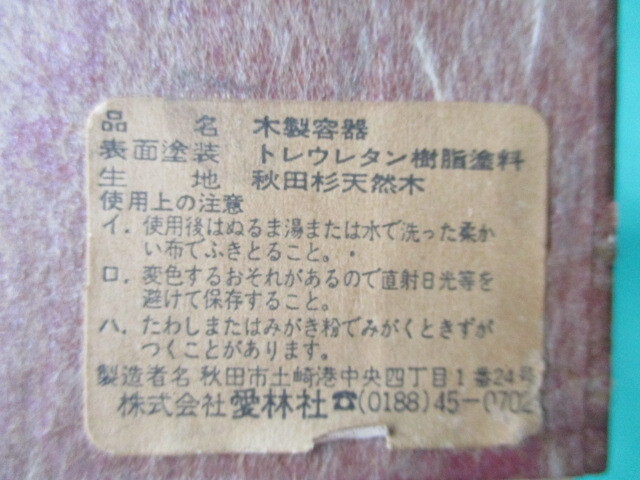 品　　名　木製容器
表面塗装　トレウレタン樹脂塗料
生　　地　秋田杉天然木
使用上の注意
イ．使用後はぬるま湯または水で洗った柔か
い布でふきとること。
ロ．変色するおそれがあるので直射日光等を
避けて保存すること。
ハ．たわしまたはみがき粉でみがくときずが
つくことがあります。
製造者名 秋田市土崎港中央四丁目1番24号
株式会社愛林社☎(0188)45-0702